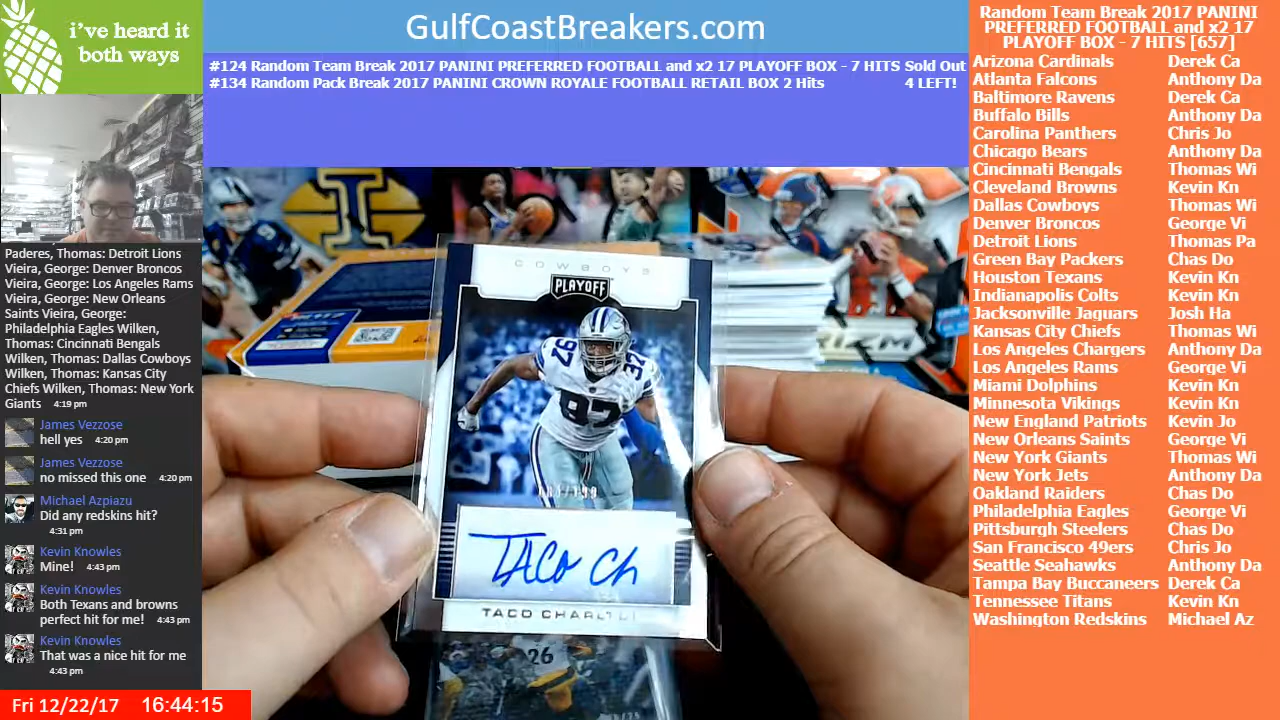 i've heard it
both ways
GulfCoastBreakers.com
#124 Random Team Break 2017 PANINI PREFERRED FOOTBALL and x2 17 PLAYOFF BOX - 7 HITS Sold Out
#134 Random Pack Break 2017 PANINI CROWN ROYALE FOOTBALL RETAIL BOX 2 Hits 4 LEFT!
Paderes, Thomas: Detroit Lions
Vieira, George: Denver Broncos
Vieira, George: Los Angeles Rams
Vieira, George: New Orleans
Saints Vieira, George:
Philadelphia Eagles Wilken,
Thomas: Cincinnati Bengals
Wilken, Thomas: Dallas Cowboys
Wilken, Thomas: Kansas City
Chiefs Wilken, Thomas: New York
Giants 4:19 pm
James Vezzose
hell yes 4:20 pm
James Vezzose
no missed this one 4:20 pm
Michael Azpiazu
Did any redskins hit?
4:31 pm
Kevin Knowles
Mine! 4:43 pm
Kevin Knowles
Both Texans and browns
perfect hit for me! 4:43 pm
Kevin Knowles
That was a nice hit for me
4:43 pm
Fri 12/22/17 16:44:15
COWBOYS
PLAYOFF
97
97
TACO CH
TACO CHARLTON
26
Random Team Break 2017 PANINI
PREFERRED FOOTBALL and x2 17
PLAYOFF BOX - 7 HITS [657]
Arizona Cardinals Derek Ca
Atlanta Falcons Anthony Da
Baltimore Ravens Derek Ca
Buffalo Bills Anthony Da
Carolina Panthers Chris Jo
Chicago Bears Anthony Da
Cincinnati Bengals Thomas Wi
Cleveland Browns Kevin Kn
Dallas Cowboys Thomas Wi
Denver Broncos George Vi
Detroit Lions Thomas Pa
Green Bay Packers Chas Do
Houston Texans Kevin Kn
Indianapolis Colts Kevin Kn
Jacksonville Jaguars Josh Ha
Kansas City Chiefs Thomas Wi
Los Angeles Chargers Anthony Da
Los Angeles Rams George Vi
Miami Dolphins Kevin Kn
Minnesota Vikings Kevin Kn
New England Patriots Kevin Jo
New Orleans Saints George Vi
New York Giants Thomas Wi
New York Jets Anthony Da
Oakland Raiders Chas Do
Philadelphia Eagles George Vi
Pittsburgh Steelers Chas Do
San Francisco 49ers Chris Jo
Seattle Seahawks Anthony Da
Tampa Bay Buccaneers Derek Ca
Tennessee Titans Kevin Kn
Washington Redskins Michael Az